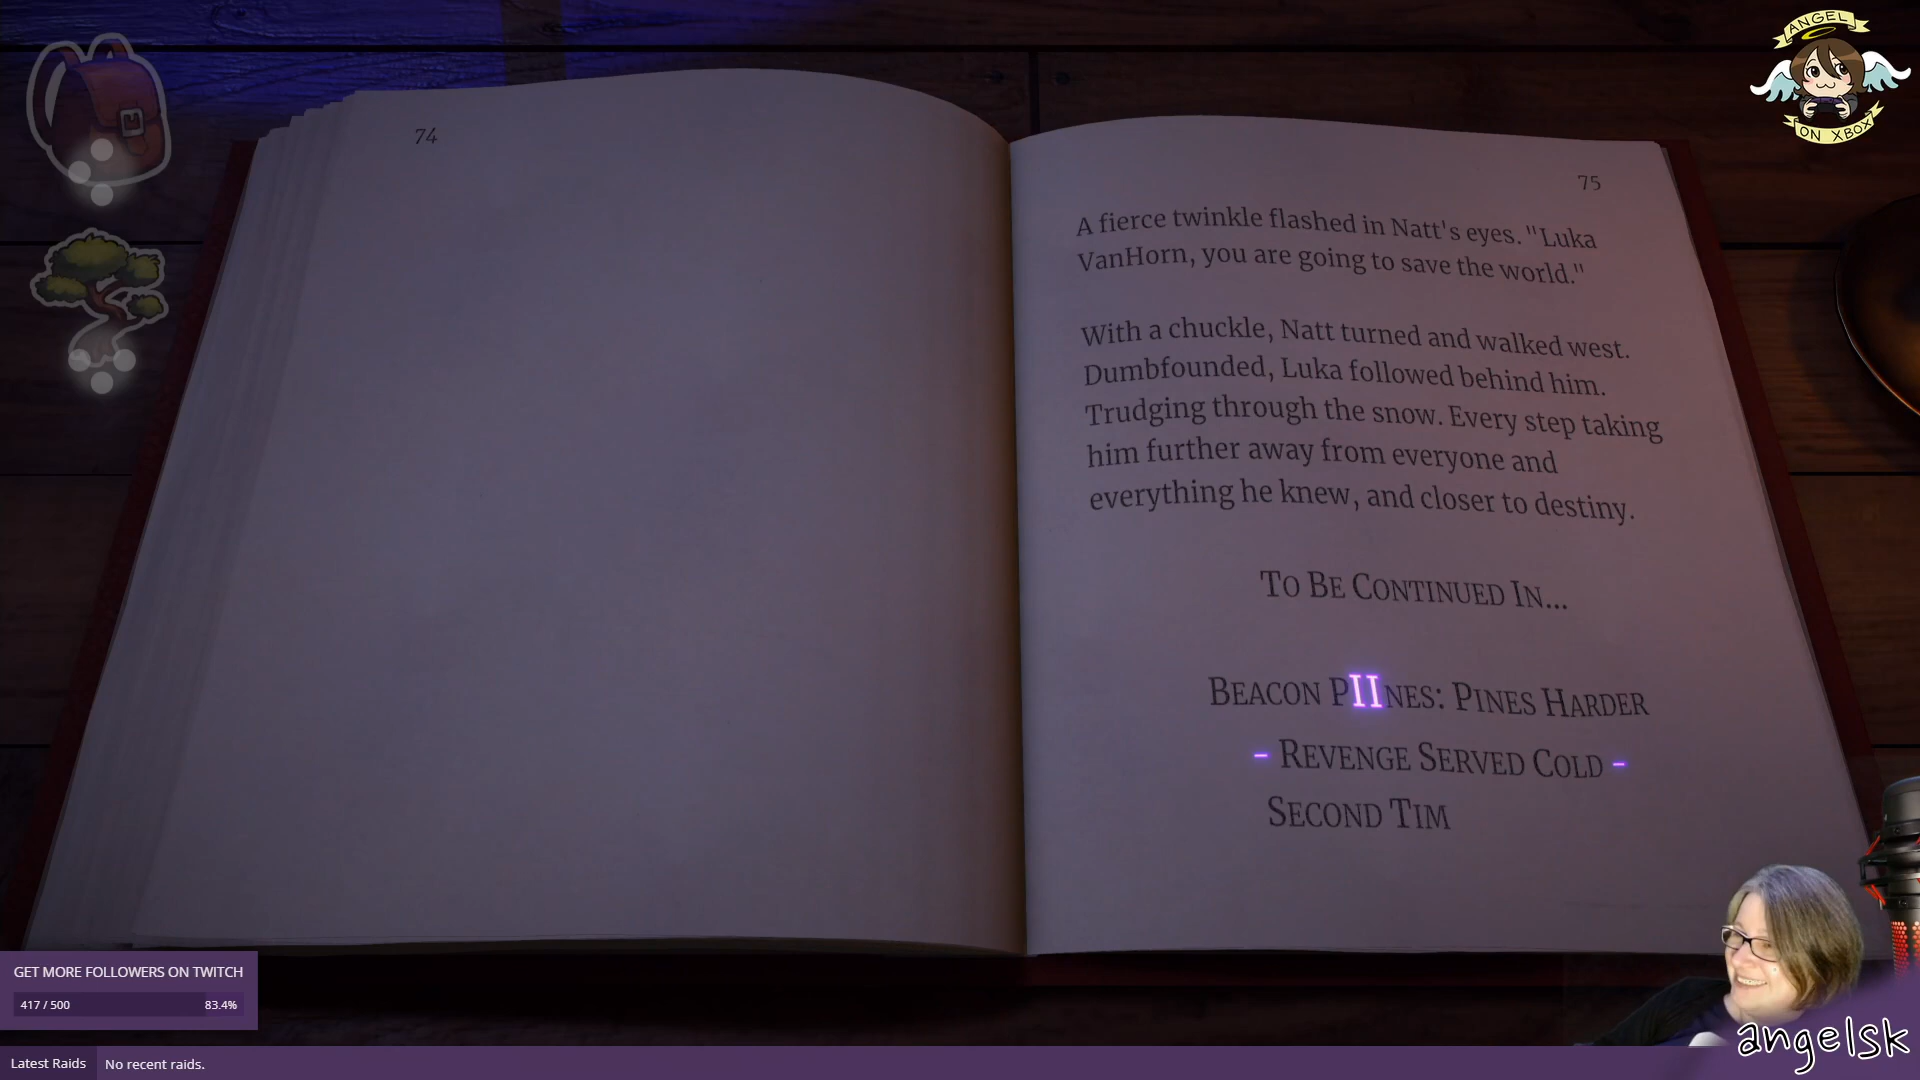 ANGEL
ON XBOX
74
75
A fierce twinkle flashed in Natt's eyes. "Luka
VanHorn, you are going to save the world."
With a chuckle, Natt turned and walked west.
Dumbfounded, Luka followed behind him.
Trudging through the snow. Every step taking
him further away from everyone and
everything he knew, and closer to destiny.
TO BE CONTINUED IN...
BEACON PIINES: PINES HARDER
- REVENGE SERVED COLD -
SECOND TIM
GET MORE FOLLOWERS ON TWITCH
417 / 500 83.4%
angelsk
Latest Raids No recent raids.